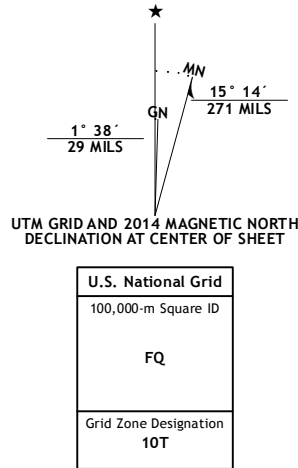 ★
MN
GN
15° 14´
271 MILS
1° 38´
29 MILS
UTM GRID AND 2014 MAGNETIC NORTH
DECLINATION AT CENTER OF SHEET
U.S. National Grid
100,000-m Square ID
FQ
Grid Zone Designation
10T